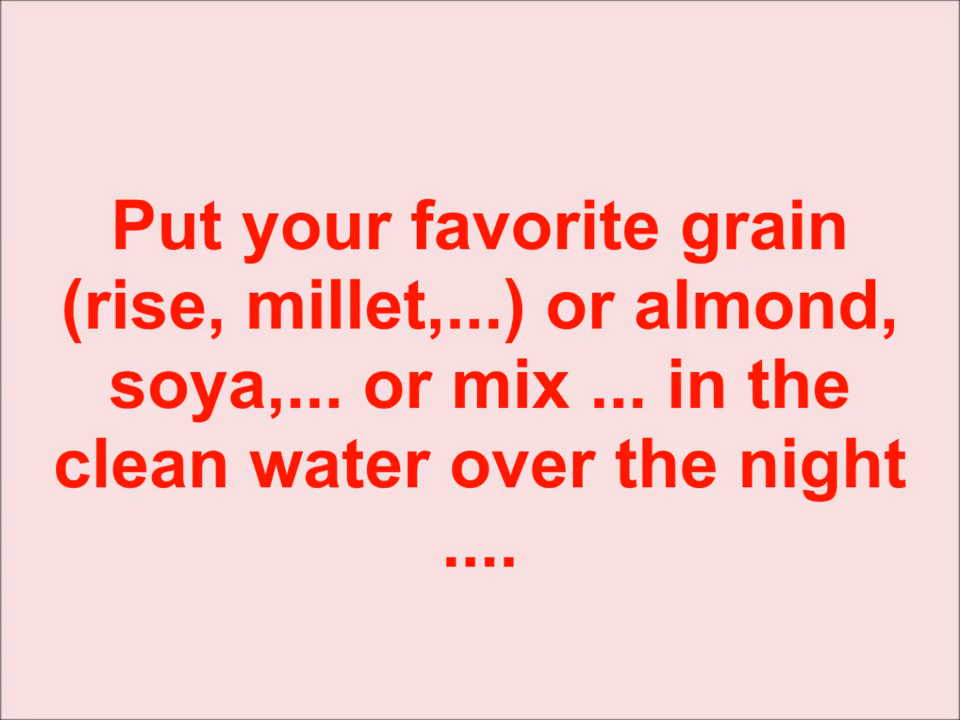 Put your favorite grain
(rise, millet,...) or almond,
soya,... or mix ... in the
clean water over the night
....